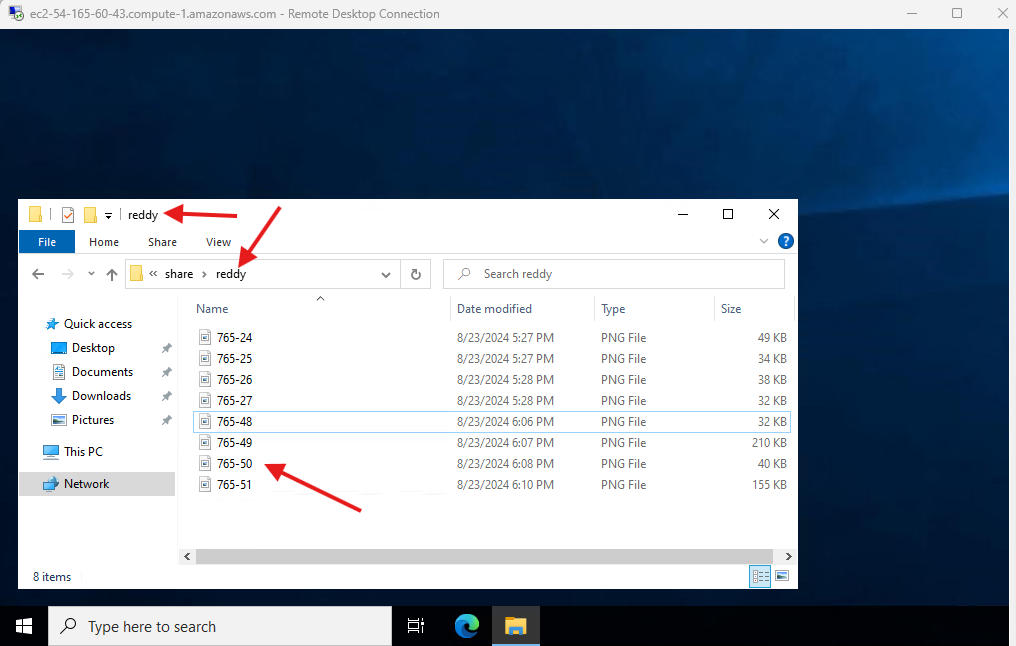 ec2-54-165-60-43.compute-1.amazonaws.com - Remote Desktop Connection
reddy
File Home Share View
« share › reddy Search reddy
Name Date modified Type Size
Quick access
Desktop
Documents
Downloads
Pictures
This PC
Network
765-24 8/23/2024 5:27 PM PNG File 49 KB
765-25 8/23/2024 5:27 PM PNG File 34 KB
765-26 8/23/2024 5:28 PM PNG File 38 KB
765-27 8/23/2024 5:28 PM PNG File 32 KB
765-48 8/23/2024 6:06 PM PNG File 32 KB
765-49 8/23/2024 6:07 PM PNG File 210 KB
765-50 8/23/2024 6:08 PM PNG File 40 KB
765-51 8/23/2024 6:10 PM PNG File 155 KB
8 items
Type here to search